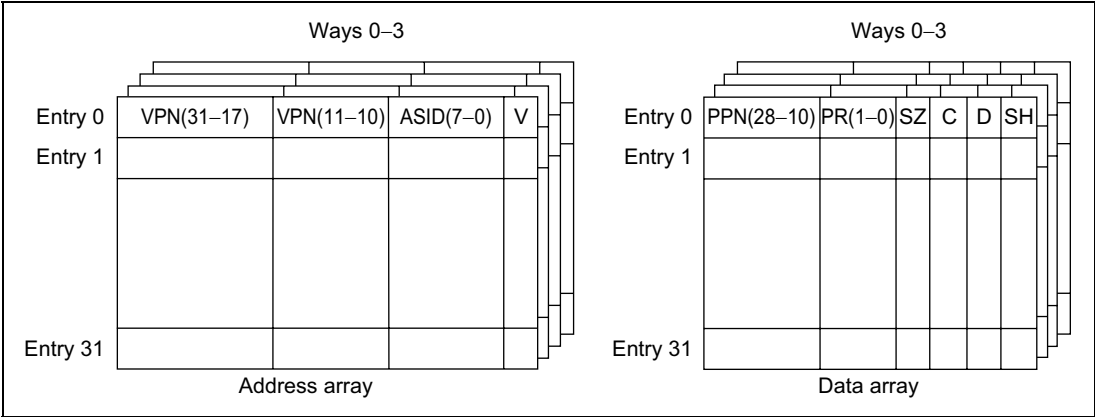 Ways 0–3
Entry 0
VPN(31–17)
VPN(11–10)
ASID(7–0)
V
Entry 1
Entry 31
Address array
Ways 0–3
Entry 0
PPN(28–10)
PR(1–0)
SZ
C
D
SH
Entry 1
Entry 31
Data array